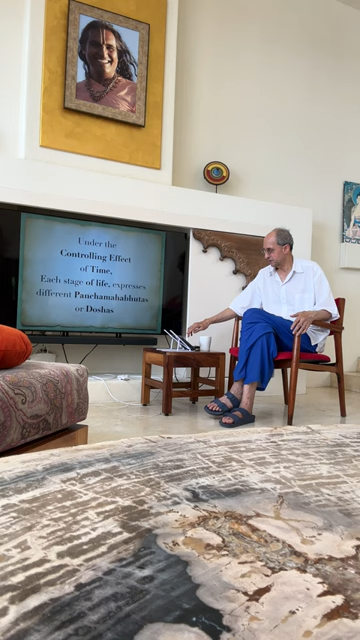 Under the
Controlling Effect
of Time,
Each stage of life, expresses
different Panchamahabhutas
or Doshas